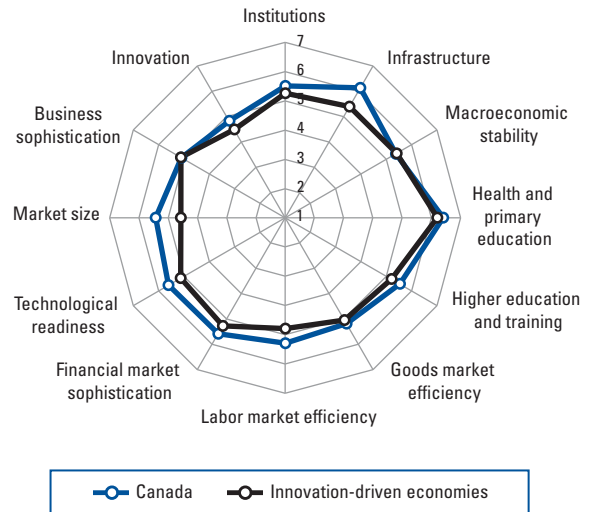 Institutions
7
Innovation
Infrastructure
6
5
Business
sophistication
Macroeconomic
stability
4
3
2
Market size
1
Health and
primary
education
Technological
readiness
Higher education
and training
Financial market
sophistication
Goods market
efficiency
Labor market efficiency
Canada
Innovation-driven economies